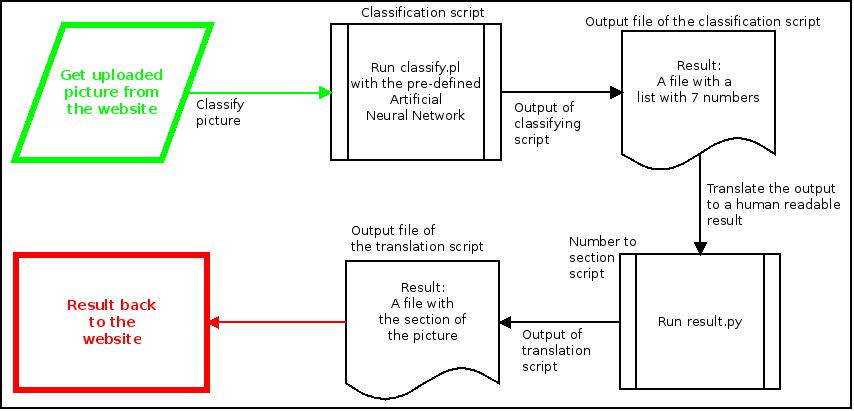 Classification script
Output file of the classification script
Get uploaded
picture from
the website
Classify
picture
Run classify.pl
with the pre-defined
Artificial
Neural Network
Output of
classifying
script
Result:
A file with a
list with 7 numbers
Translate the output
to a human readable
result
Number to
section
script
Run result.py
Output of
translation
script
Output file of
the translation script
Result:
A file with
the section of
the picture
Result back
to the
website